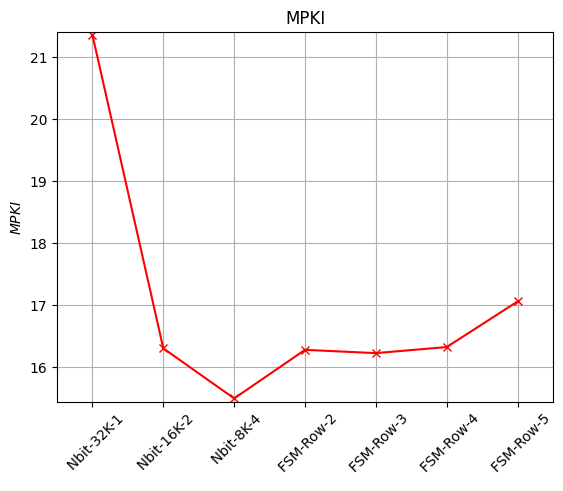 MPKI
MPKI
21
20
19
18
17
16
Nbit-32K-1
Nbit-16K-2
Nbit-8K-4
FSM-Row-2
FSM-Row-3
FSM-Row-4
FSM-Row-5